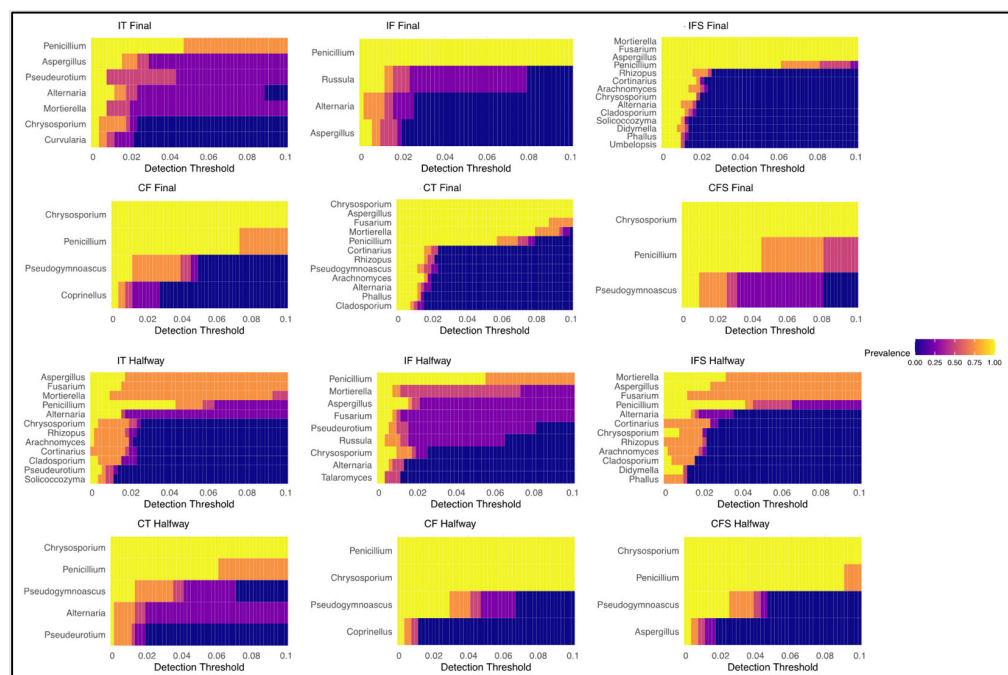 IT Final
Penicillium
Aspergillus
Pseudeurotium
Alternaria
Mortierella
Chrysosporium
Curvularia
0 0.02 0.04 0.06 0.08 0.1
Detection Threshold
IF Final
Penicillium
Russula
Alternaria
Aspergillus
0 0.02 0.04 0.06 0.08 0.1
Detection Threshold
IFS Final
Mortierella
Fusarium
Aspergillus
Penicillium
Rhizopus
Cortinarius
Arachnomyces
Chrysosporium
Alternaria
Cladosporium
Solicoccozyma
Didymella
Phallus
Umbelopsis
0 0.02 0.04 0.06 0.08 0.1
Detection Threshold
CF Final
Chrysosporium
Penicillium
Pseudogymnoascus
Coprinellus
0 0.02 0.04 0.06 0.08 0.1
Detection Threshold
CT Final
Chrysosporium
Aspergillus
Fusarium
Mortierella
Penicillium
Cortinarius
Rhizopus
Pseudogymnoascus
Arachnomyces
Alternaria
Phallus
Cladosporium
0 0.02 0.04 0.06 0.08 0.1
Detection Threshold
CFS Final
Chrysosporium
Penicillium
Pseudogymnoascus
0 0.02 0.04 0.06 0.08 0.1
Detection Threshold
Prevalence
0.00 0.25 0.50 0.75 1.00
IT Halfway
Aspergillus
Fusarium
Mortierella
Penicillium
Alternaria
Chrysosporium
Rhizopus
Arachnomyces
Cortinarius
Cladosporium
Pseudeurotium
Solicoccozyma
0 0.02 0.04 0.06 0.08 0.1
Detection Threshold
IF Halfway
Penicillium
Mortierella
Aspergillus
Fusarium
Pseudeurotium
Russula
Chrysosporium
Alternaria
Talaromyces
0 0.02 0.04 0.06 0.08 0.1
Detection Threshold
IFS Halfway
Mortierella
Aspergillus
Fusarium
Penicillium
Alternaria
Cortinarius
Chrysosporium
Rhizopus
Arachnomyces
Cladosporium
Didymella
Phallus
0 0.02 0.04 0.06 0.08 0.1
Detection Threshold
CT Halfway
Chrysosporium
Penicillium
Pseudogymnoascus
Alternaria
Pseudeurotium
0 0.02 0.04 0.06 0.08 0.1
Detection Threshold
CF Halfway
Penicillium
Chrysosporium
Pseudogymnoascus
Coprinellus
0 0.02 0.04 0.06 0.08 0.1
Detection Threshold
CFS Halfway
Chrysosporium
Penicillium
Pseudogymnoascus
Aspergillus
0 0.02 0.04 0.06 0.08 0.1
Detection Threshold